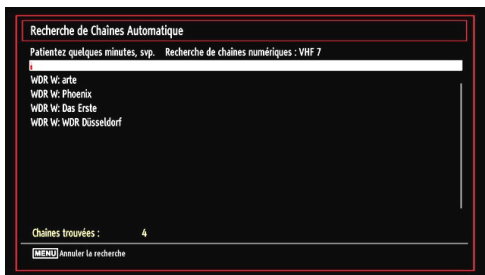 Recherche de Chaînes Automatique
Patientez quelques minutes, svp. Recherche de chaînes numériques : VHF 7
WDR W: arte
WDR W: Phoenix
WDR W: Das Erste
WDR W: WDR Düsseldorf
Chaînes trouvées : 4
MENU Annuler la recherche